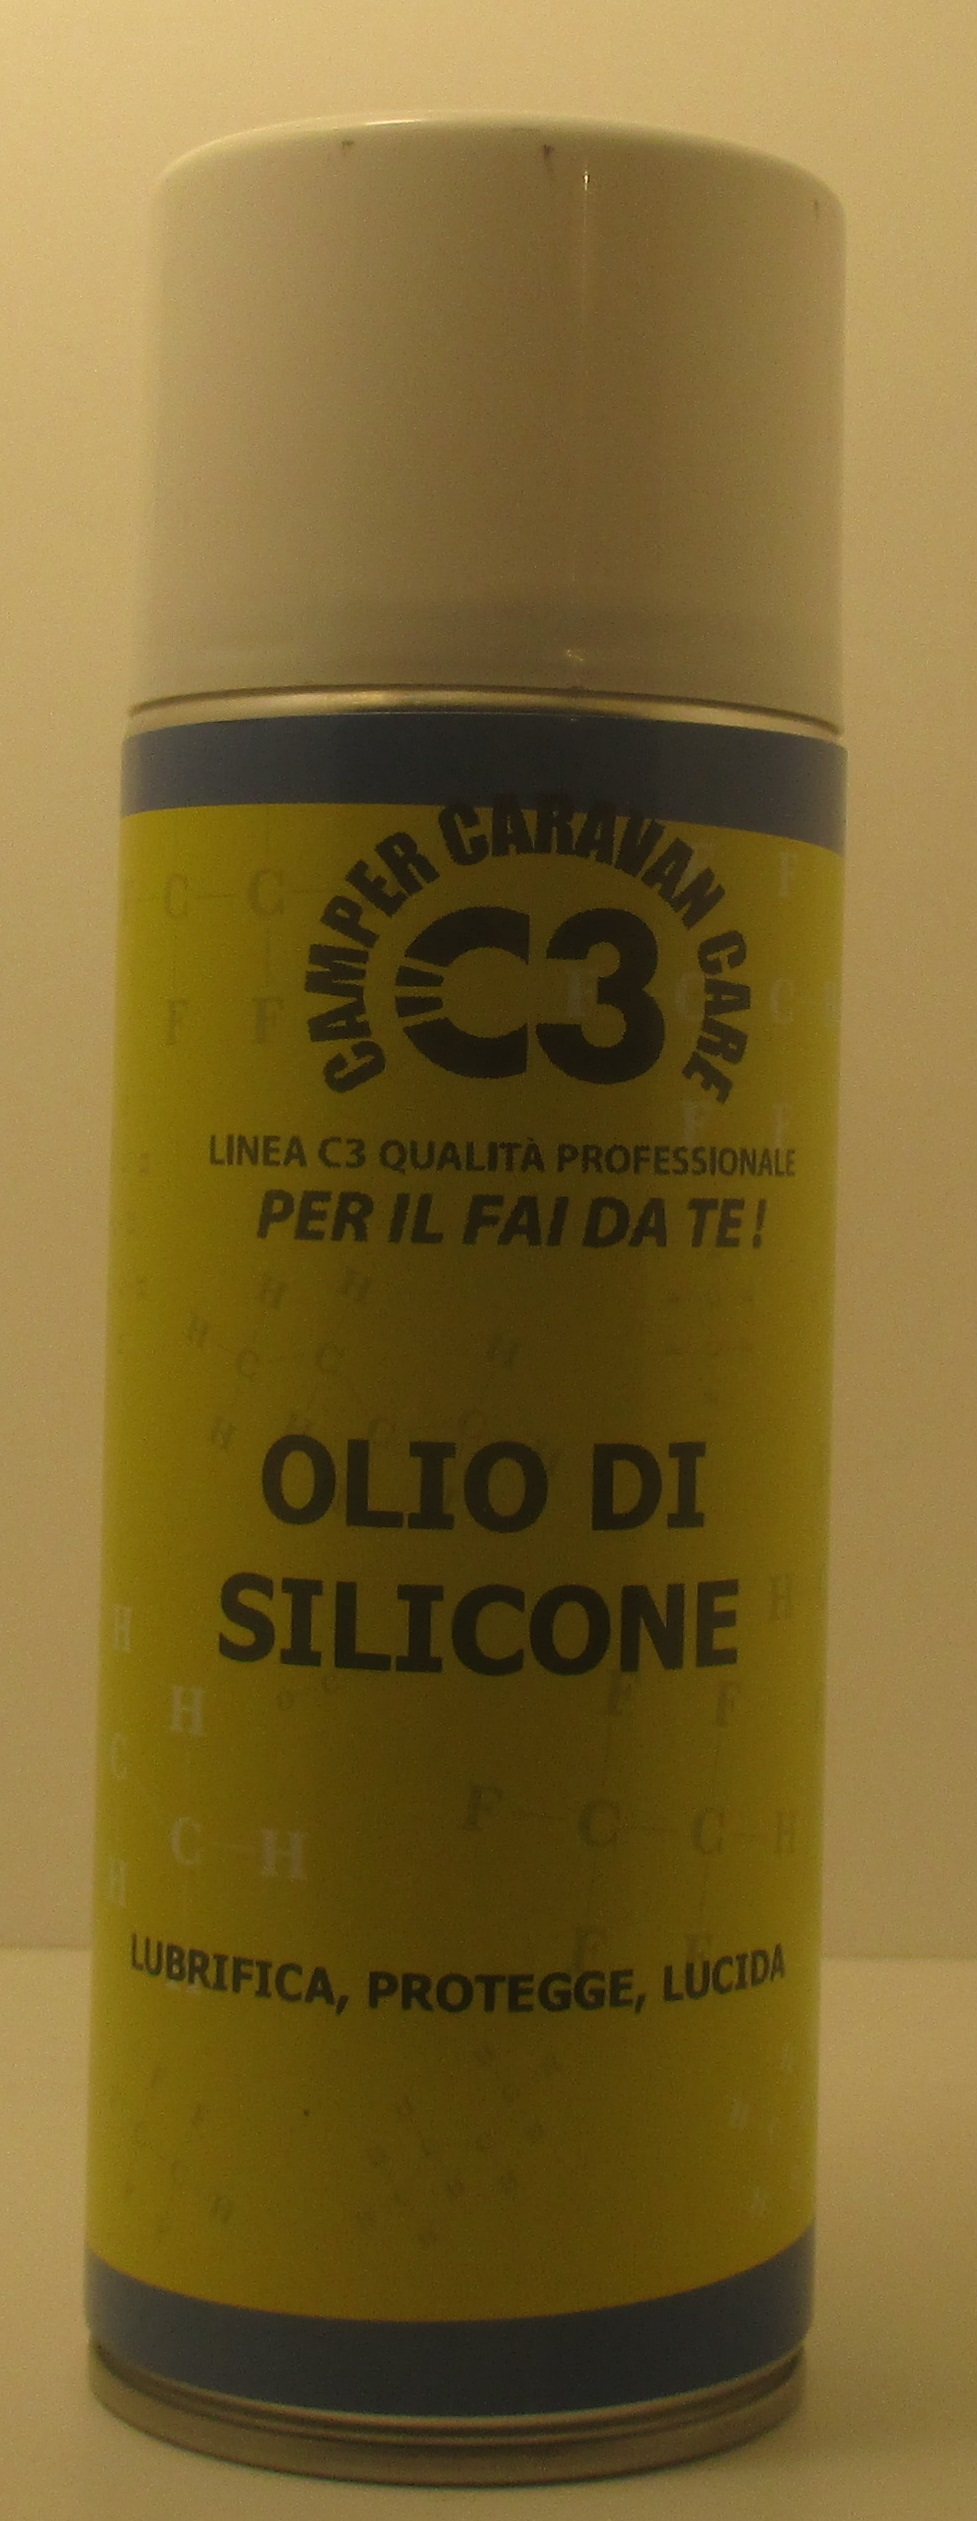 CAMPER CARAVAN CARE
C3
LINEA C3 QUALITÀ PROFESSIONALE
PER IL FAI DA TE!
OLIO DI
SILICONE
LUBRIFICA, PROTEGGE, LUCIDA